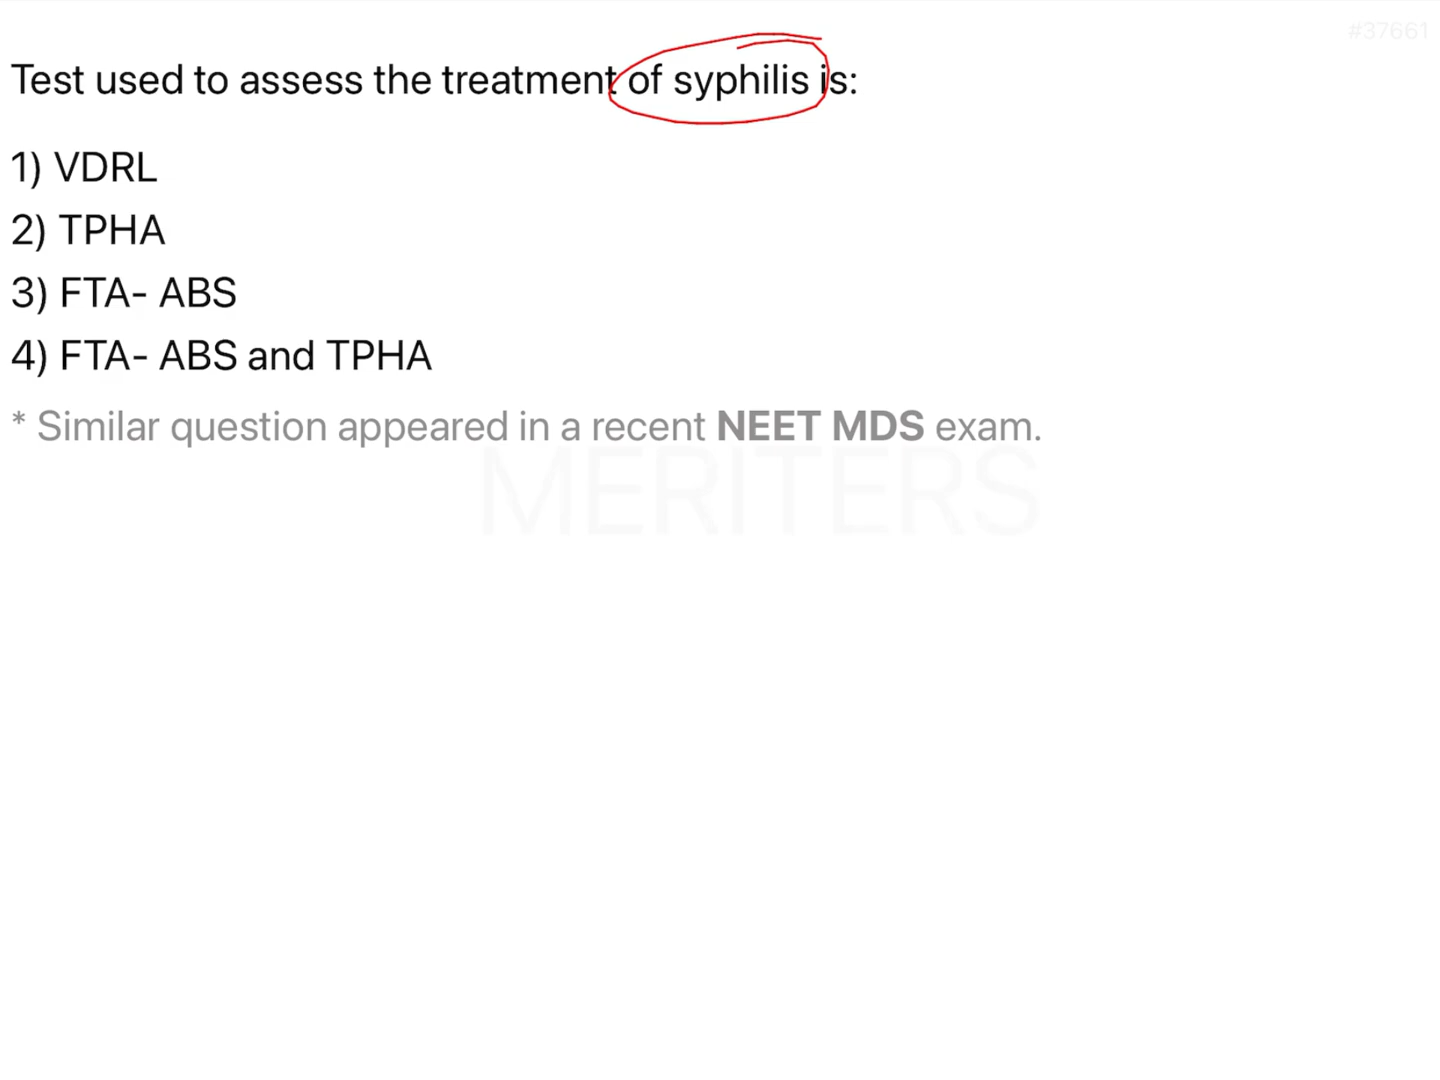 #37661
Test used to assess the treatment of syphilis is:
1) VDRL
2) TPHA
3) FTA- ABS
4) FTA- ABS and TPHA
* Similar question appeared in a recent NEET MDS exam.
MERITERS